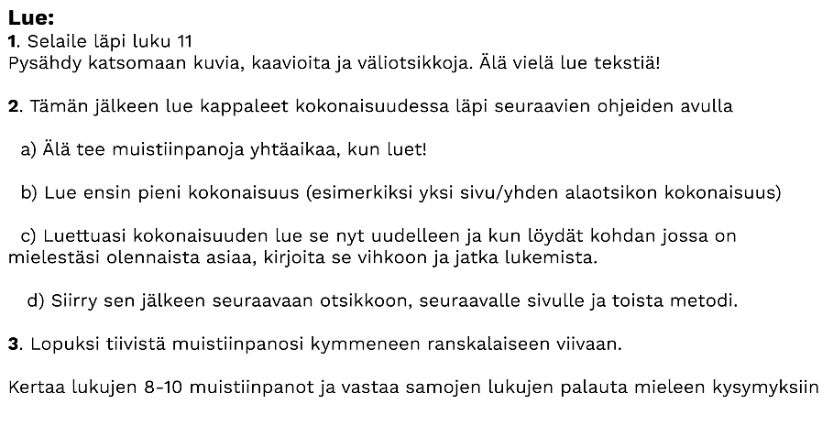 Lue:
1. Selaile läpi luku 11
Pysähdy katsomaan kuvia, kaavioita ja väliotsikkoja. Älä vielä lue tekstiä!
2. Tämän jälkeen lue kappaleet kokonaisuudessa läpi seuraavien ohjeiden avulla
a) Älä tee muistiinpanoja yhtäaikaa, kun luet!
b) Lue ensin pieni kokonaisuus (esimerkiksi yksi sivu/yhden alaotsikon kokonaisuus)
c) Luettuasi kokonaisuuden lue se nyt uudelleen ja kun löydät kohdan jossa on
mielestäsi olennaista asiaa, kirjoita se vihkoon ja jatka lukemista.
d) Siirry sen jälkeen seuraavaan otsikkoon, seuraavalle sivulle ja toista metodi.
3. Lopuksi tiivistä muistiinpanosi kymmeneen ranskalaiseen viivaan.
Kertaa lukujen 8-10 muistiinpanot ja vastaa samojen lukujen palauta mieleen kysymyksiin